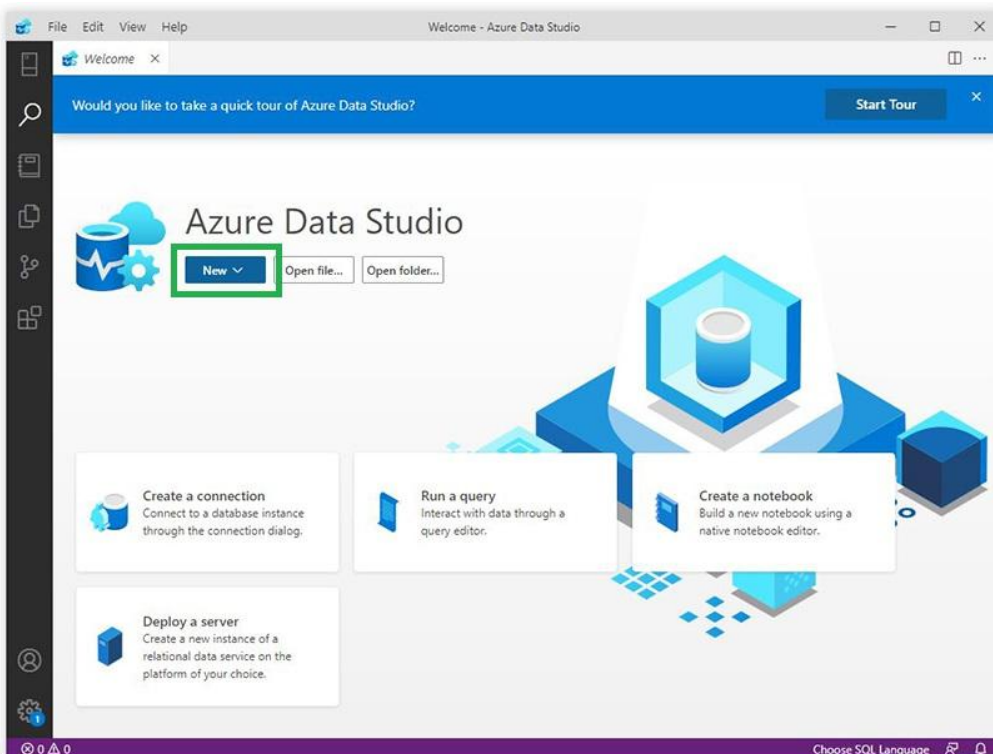 File Edit View Help
Welcome - Azure Data Studio
Welcome
Would you like to take a quick tour of Azure Data Studio?
Start Tour
Azure Data Studio
New
Open file...
Open folder...
Create a connection
Connect to a database instance
through the connection dialog.
Run a query
Interact with data through a
query editor.
Create a notebook
Build a new notebook using a
native notebook editor.
Deploy a server
Create a new instance of a
relational data service on the
platform of your choice.
1
0 0
Choose SQL Language